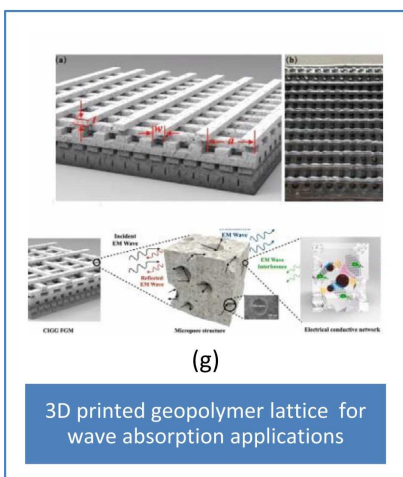 (a)
(b)
w
a
Incident
EM Wave
EM Wave
Reflected
EM Wave
EM Wave
Interference
CIGG FGM
Micropore structure
Electrical conductive network
(g)
3D printed geopolymer lattice for
wave absorption applications